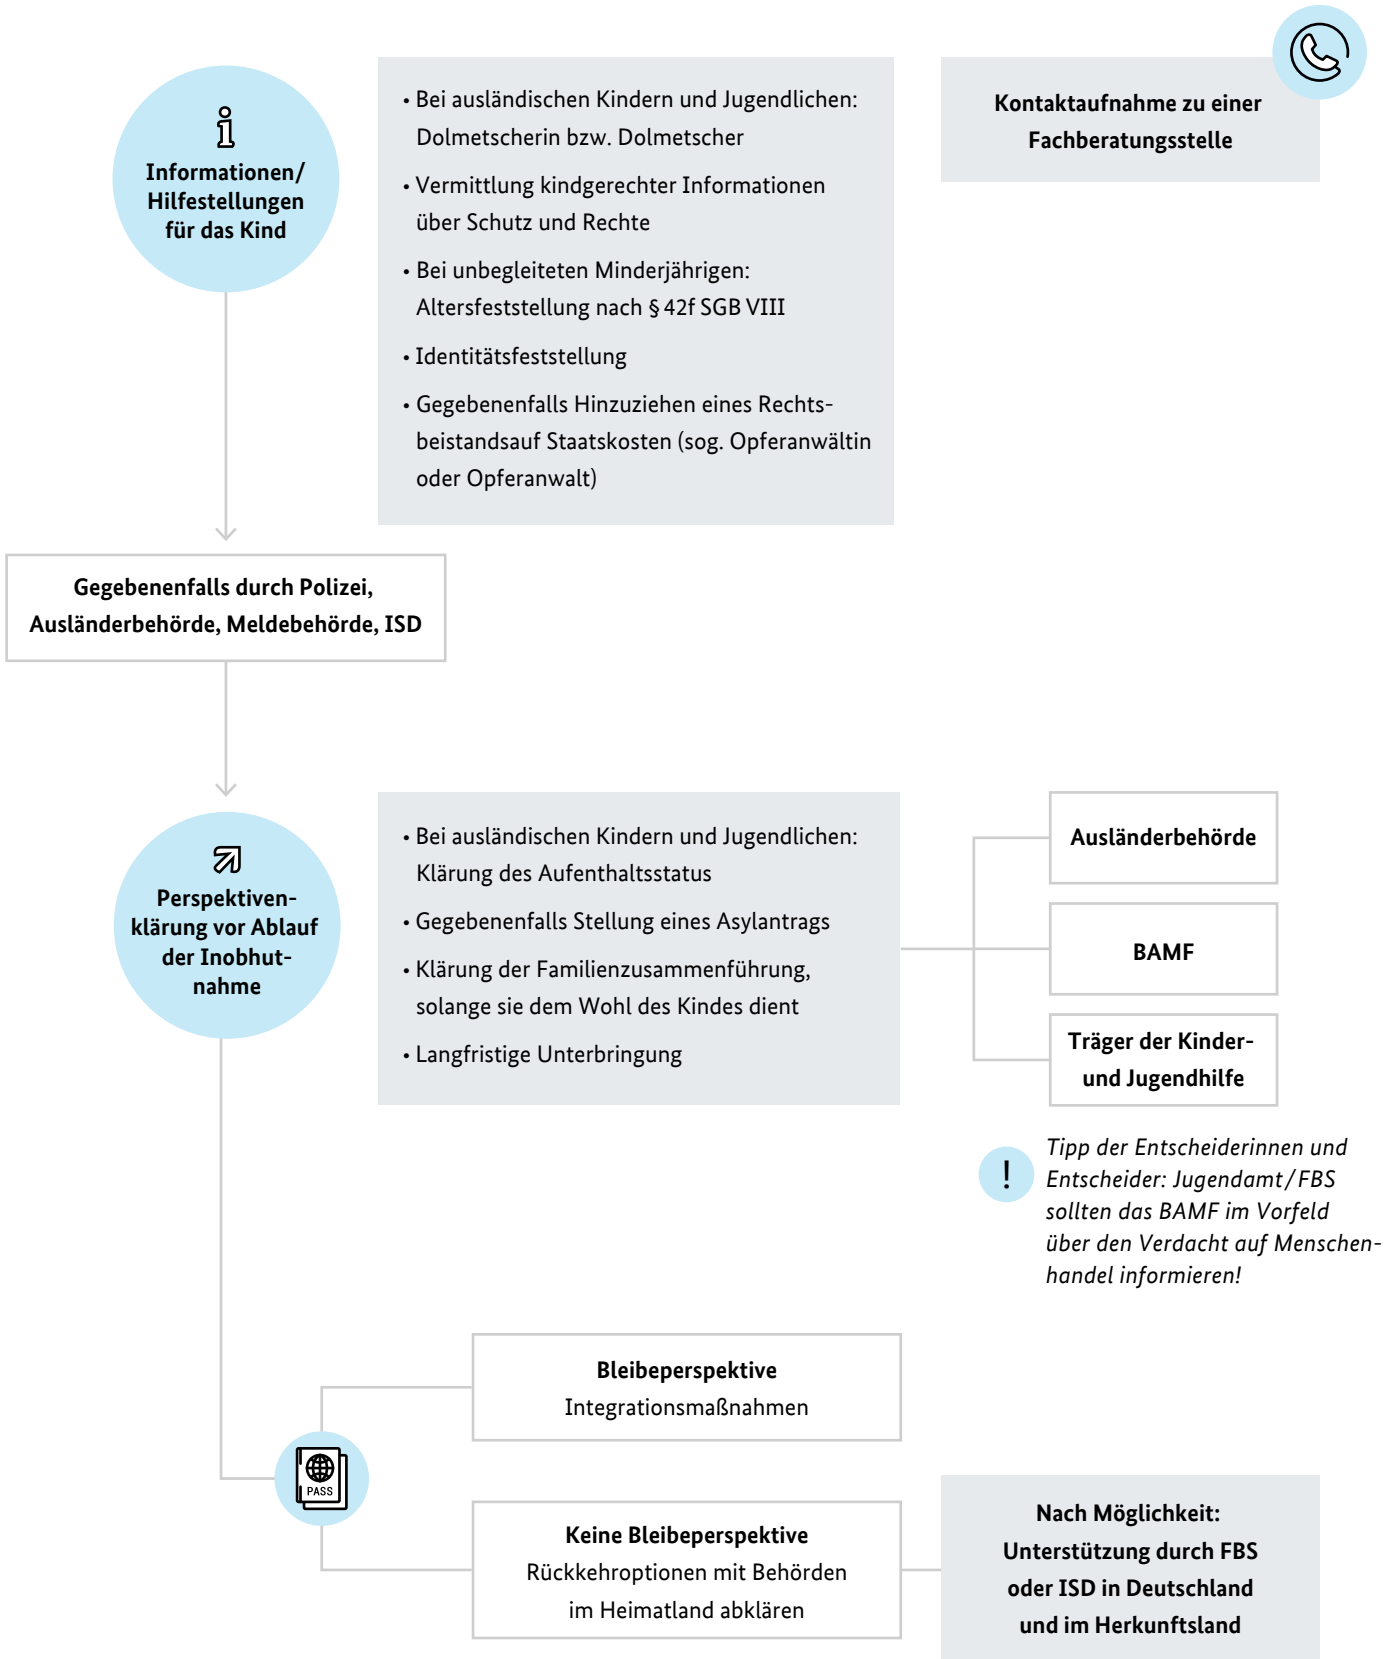 Informationen/
Hilfestellungen
für das Kind
• Bei ausländischen Kindern und Jugendlichen:
Dolmetscherin bzw. Dolmetscher
• Vermittlung kindgerechter Informationen
über Schutz und Rechte
• Bei unbegleiteten Minderjährigen:
Altersfeststellung nach § 42f SGB VIII
• Identitätsfeststellung
• Gegebenenfalls Hinzuziehen eines Rechts-
beistandsauf Staatskosten (sog. Opferanwältin
oder Opferanwalt)
Kontaktaufnahme zu einer
Fachberatungsstelle
Gegebenenfalls durch Polizei,
Ausländerbehörde, Meldebehörde, ISD
Perspektiven-
klärung vor Ablauf
der Inobhut-
nahme
• Bei ausländischen Kindern und Jugendlichen:
Klärung des Aufenthaltsstatus
• Gegebenenfalls Stellung eines Asylantrags
• Klärung der Familienzusammenführung,
solange sie dem Wohl des Kindes dient
• Langfristige Unterbringung
Ausländerbehörde
BAMF
Träger der Kinder-
und Jugendhilfe
!
Tipp der Entscheiderinnen und
Entscheider: Jugendamt/FBS
sollten das BAMF im Vorfeld
über den Verdacht auf Menschen-
handel informieren!
Bleibeperspektive
Integrationsmaßnahmen
PASS
Keine Bleibeperspektive
Rückkehroptionen mit Behörden
im Heimatland abklären
Nach Möglichkeit:
Unterstützung durch FBS
oder ISD in Deutschland
und im Herkunftsland